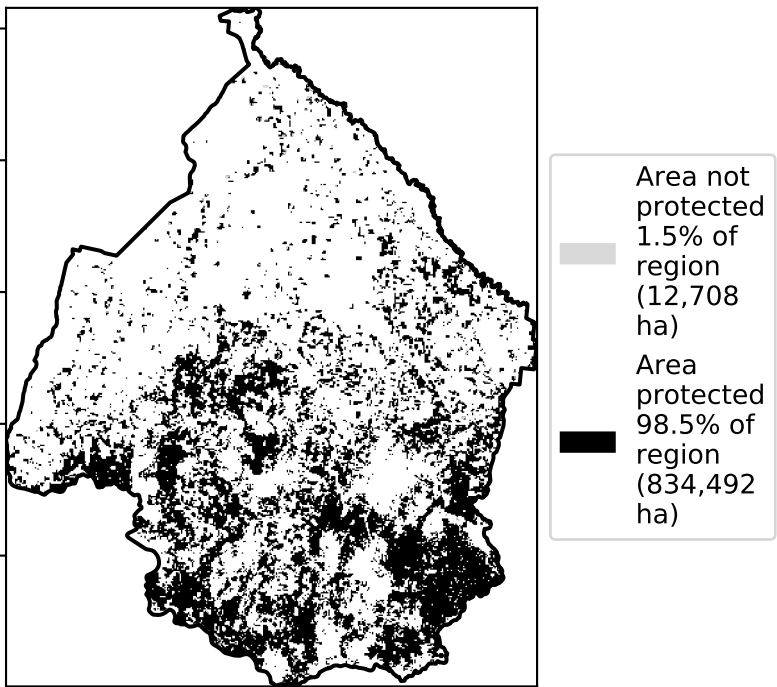 Area not
protected
1.5% of
region
(12,708
ha)
Area
protected
98.5% of
region
(834,492
ha)